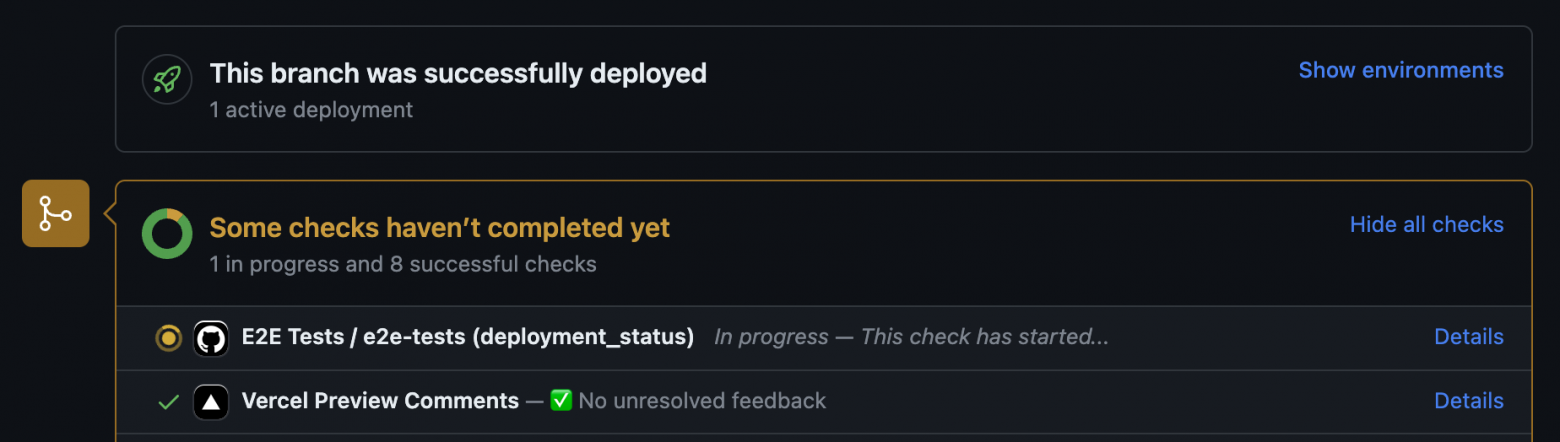 This branch was successfully deployed
Show environments
1 active deployment
Some checks haven’t completed yet
Hide all checks
1 in progress and 8 successful checks
E2E Tests / e2e-tests (deployment_status) In progress — This check has started... Details
Vercel Preview Comments — ✅ No unresolved feedback Details